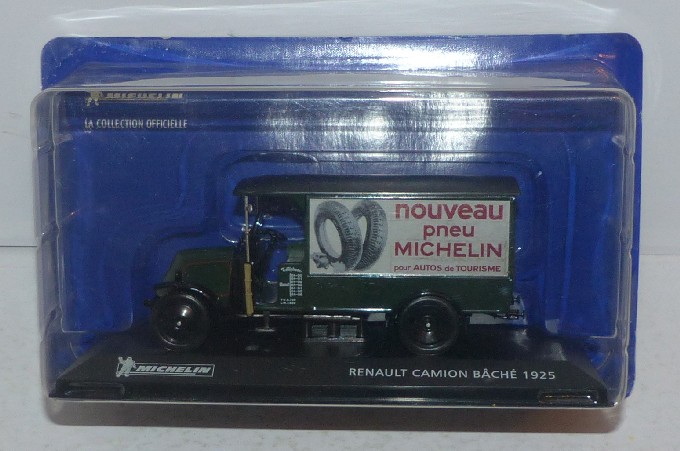 MICHELIN
LA COLLECTION OFFICIELLE
nouveau
pneu
MICHELIN
pour AUTOS de TOURISME
MICHELIN
RENAULT CAMION BÂCHÉ 1925